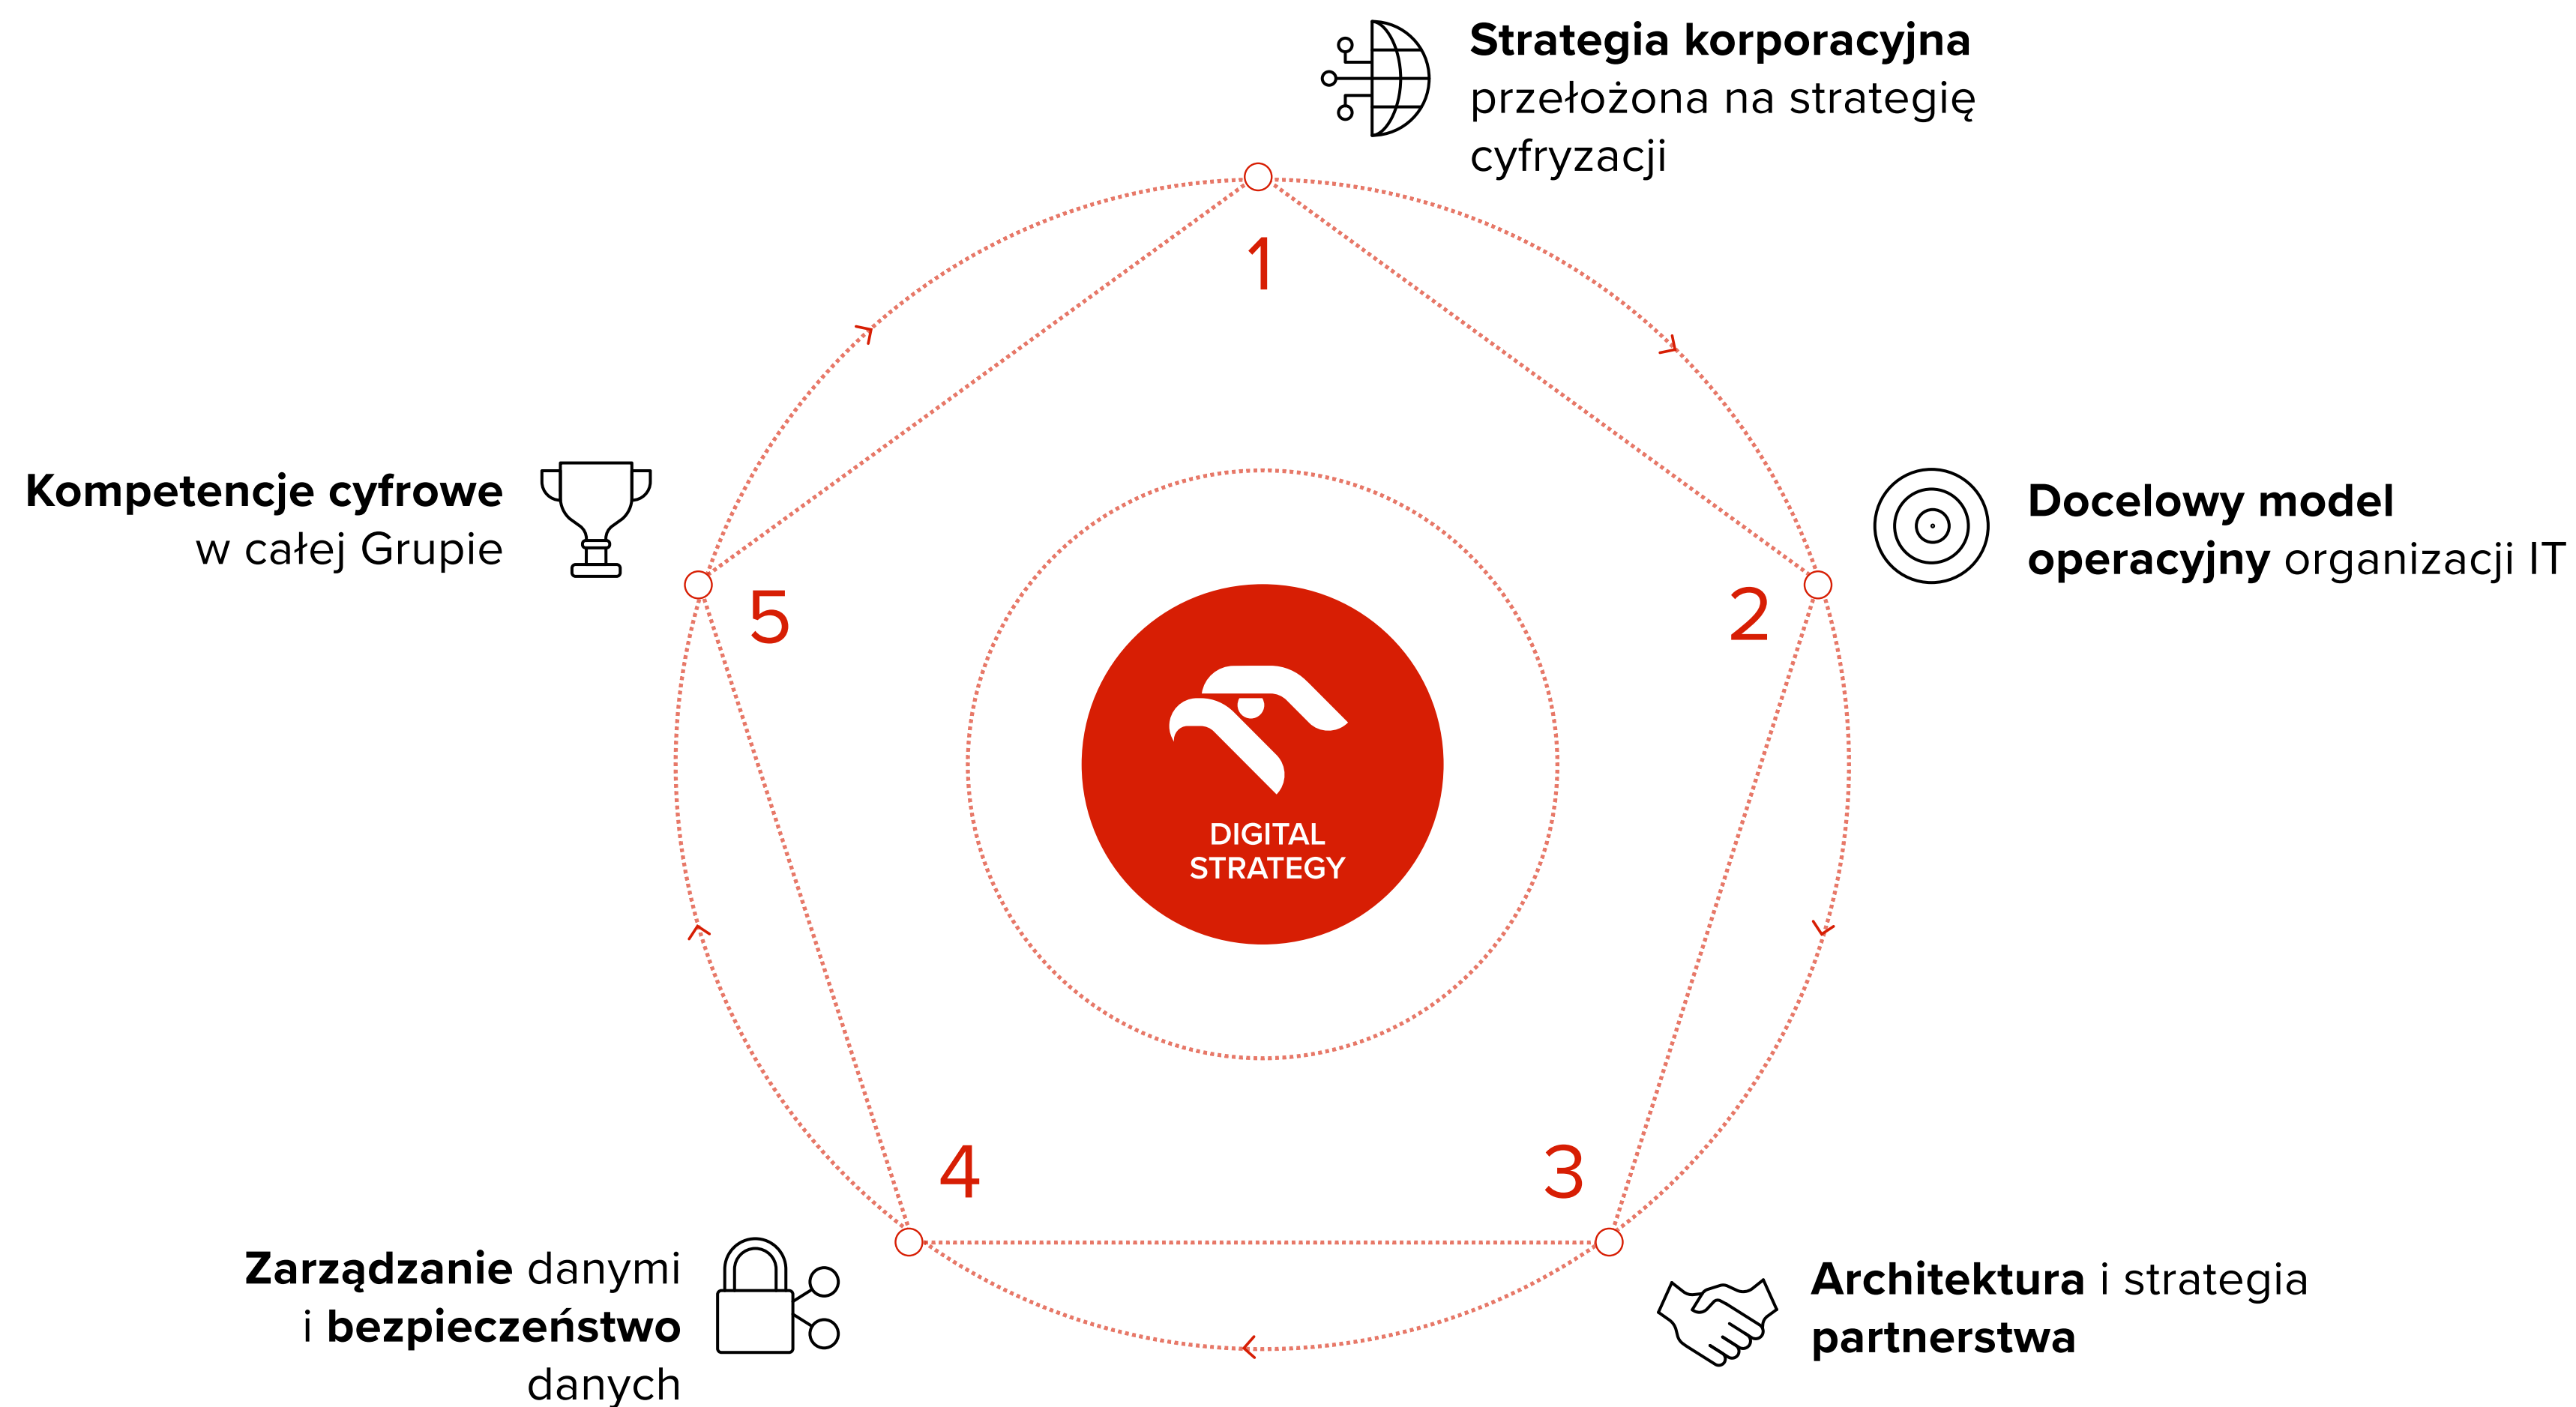 Strategia korporacyjna
przełożona na strategię
cyfryzacji
1
Docelowy model
operacyjny organizacji IT
2
Architektura i strategia
partnerstwa
3
Zarządzanie danymi
i bezpieczeństwo
danych
4
Kompetencje cyfrowe
w całej Grupie
5
DIGITAL
STRATEGY